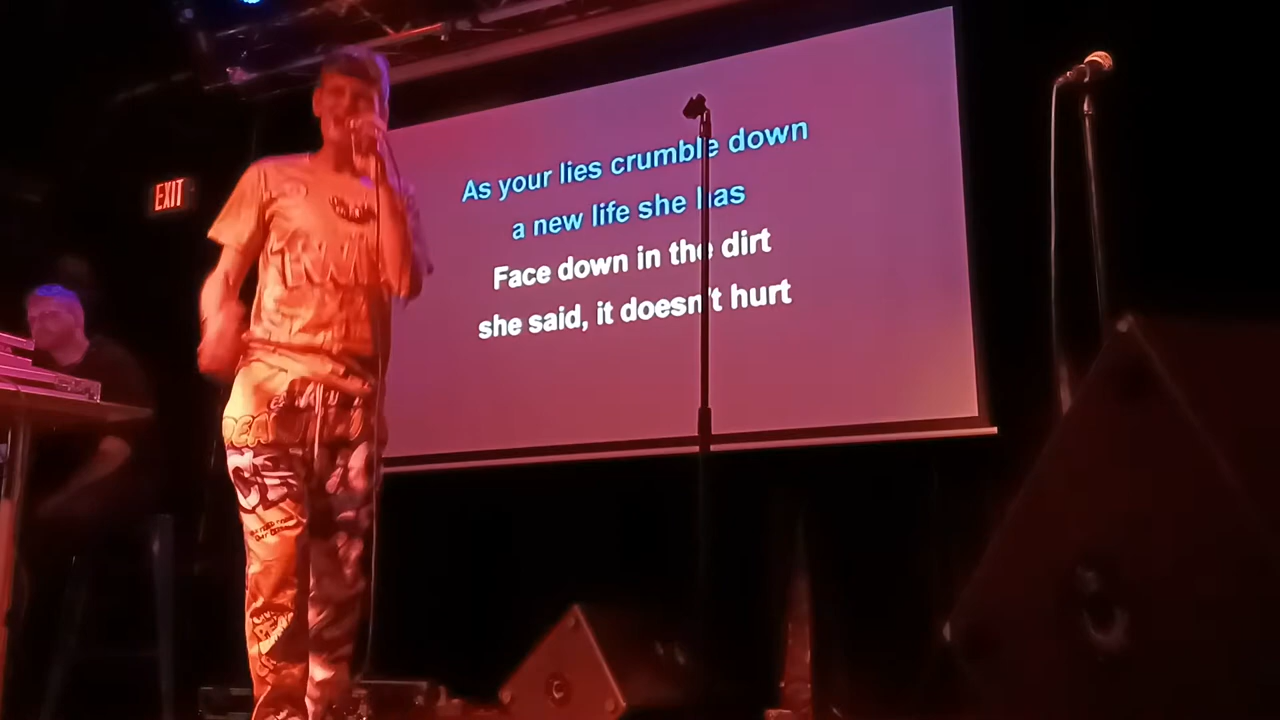 As your lies crumble down
a new life she has
Face down in the dirt
she said, it doesn't hurt
EXIT